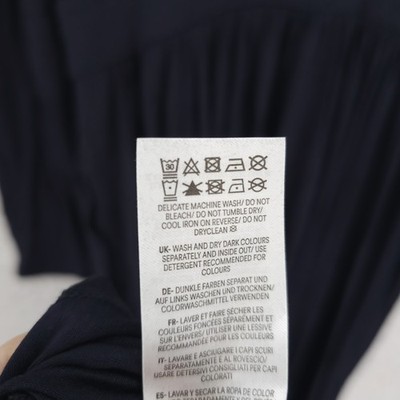 30
DELICATE MACHINE WASH/ DO NOT
BLEACH/ DO NOT TUMBLE DRY/
COOL IRON ON REVERSE/ DO NOT
DRYCLEAN
UK- WASH AND DRY DARK COLOURS
SEPARATELY AND INSIDE OUT/ USE
DETERGENT RECOMMENDED FOR
COLOURS
DE- DUNKLE FARBEN SEPARAT UND
AUF LINKS WASCHEN UND TROCKNEN/
COLORWASCHMITTEL VERWENDEN
FR- LAVER ET FAIRE SÉCHER LES
COULEURS FONCÉES SÉPARÉMENT ET
SUR L'ENVERS/ UTILISER UNE LESSIVE
RECOMMANDÉE POUR LES COULEURS
IT- LAVARE E ASCIUGARE I CAPI SCURI
SEPARATAMENTE E AL ROVESCIO/
USARE DETERSIVI CONSIGLIATI PER CAPI
COLORATI
ES- LAVAR Y SECAR LA ROPA DE COLOR